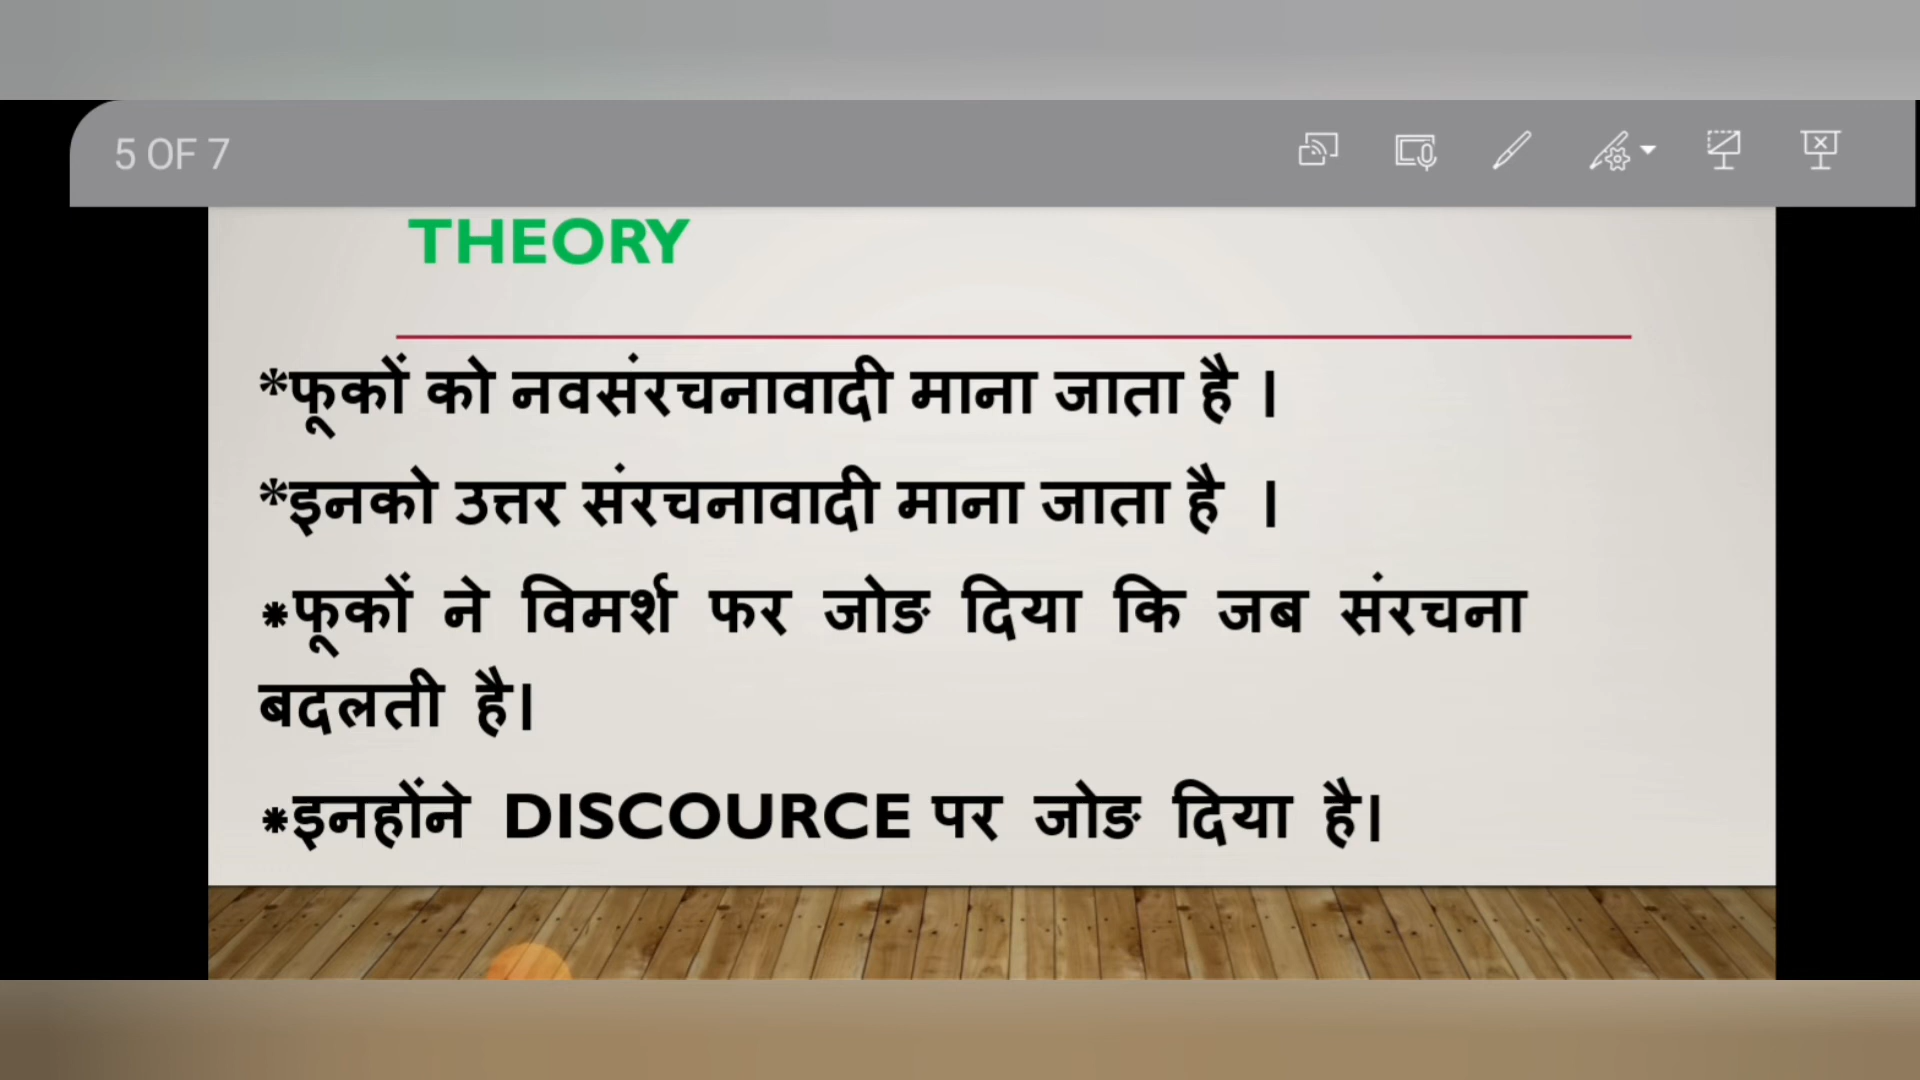 5 OF 7
THEORY
*फूकों को नवसंरचनावादी माना जाता है ।
*इनको उत्तर संरचनावादी माना जाता है ।
*फूकों ने विमर्श फर जोङ दिया कि जब संरचना
बदलती है।
*इनहोंने DISCOURCE पर जोङ दिया है।